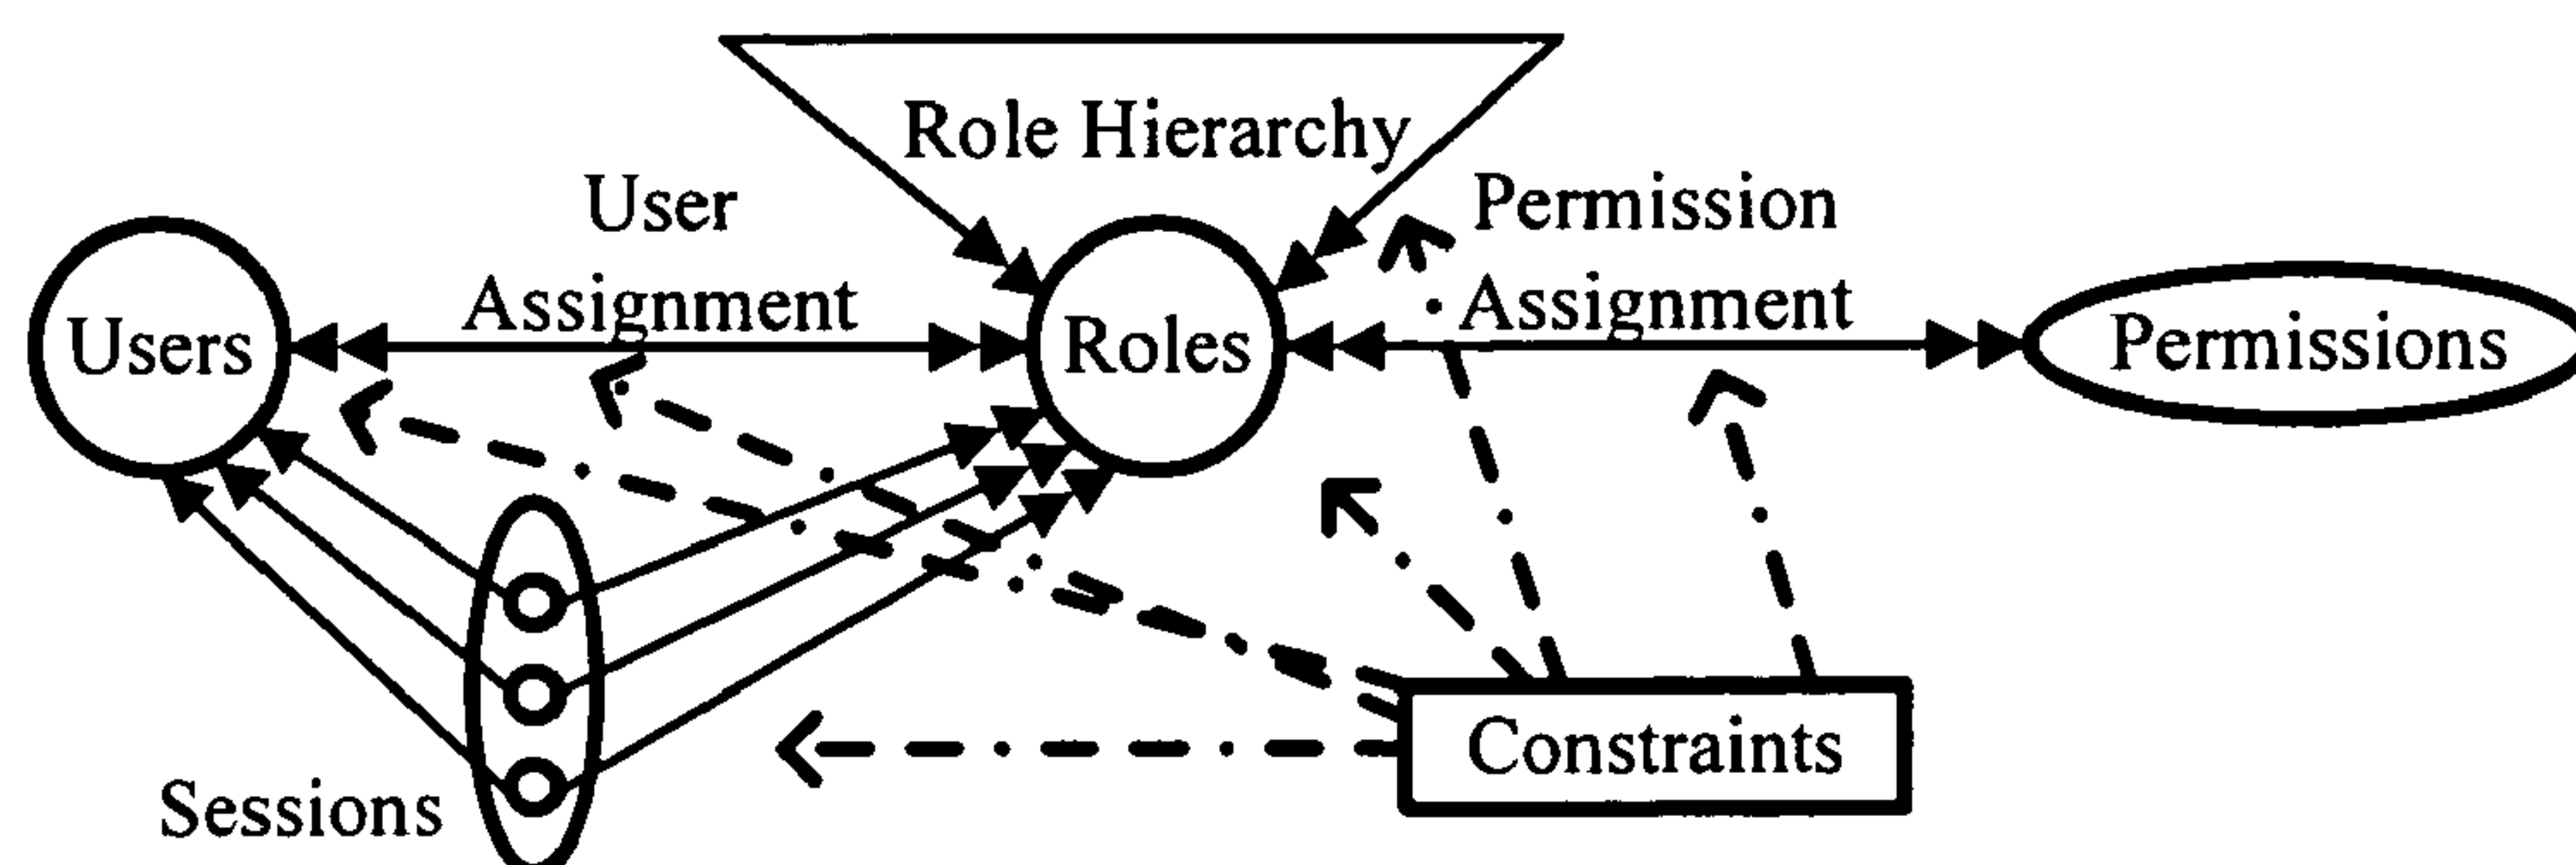 Role Hierarchy
User
Assignment
Permission
Assignment
Users
Roles
Permissions
Sessions
Constraints